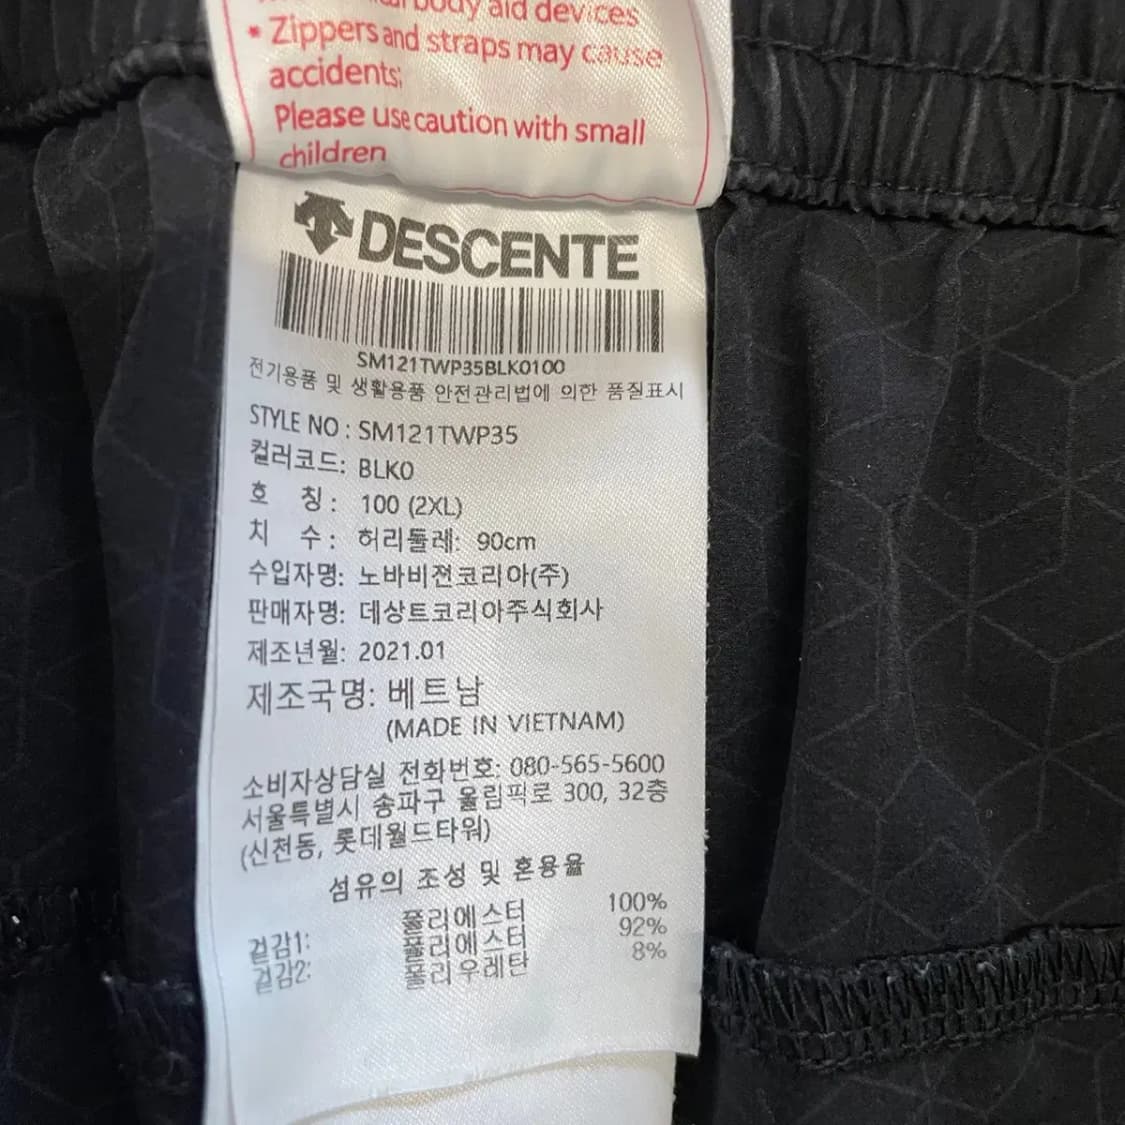 body aid devices
• Zippers and straps may cause
accidents;
Please use caution with small
children
DESCENTE
SM121TWP35BLK0100
전기용품 및 생활용품 안전관리법에 의한 품질표시
STYLE NO : SM121TWP35
컬러코드: BLK0
호 칭: 100 (2XL)
치 수: 허리둘레: 90cm
수입자명: 노바비젼코리아(주)
판매자명: 데상트코리아주식회사
제조년월: 2021.01
제조국명: 베트남
(MADE IN VIETNAM)
소비자상담실 전화번호: 080-565-5600
서울특별시 송파구 올림픽로 300, 32층
(신천동, 롯데월드타워)
섬유의 조성 및 혼용율
겉감1: 폴리에스터 100%
겉감2: 폴리에스터 92%
폴리우레탄 8%